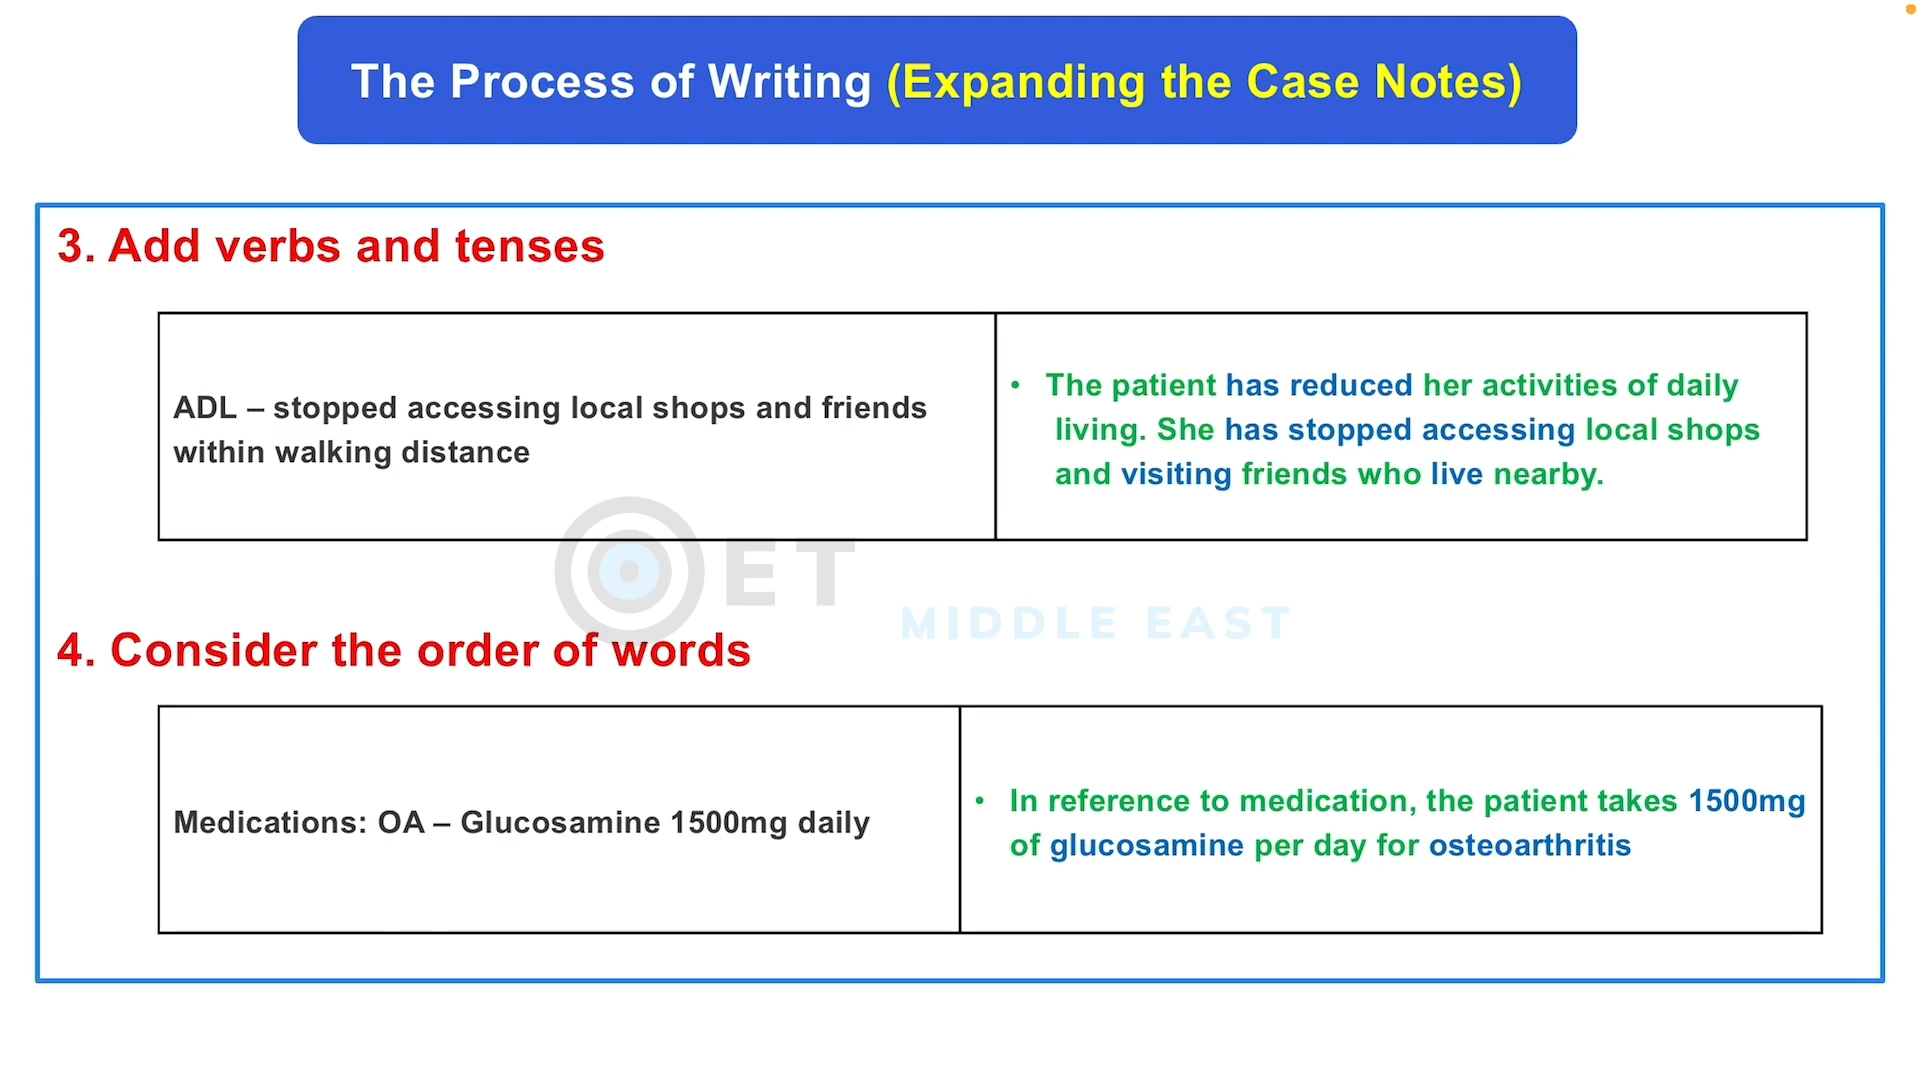 The Process of Writing (Expanding the Case Notes)
3. Add verbs and tenses
ADL – stopped accessing local shops and friends
within walking distance
• The patient has reduced her activities of daily
living. She has stopped accessing local shops
and visiting friends who live nearby.
OET
MIDDLE EAST
4. Consider the order of words
Medications: OA – Glucosamine 1500mg daily
• In reference to medication, the patient takes 1500mg
of glucosamine per day for osteoarthritis